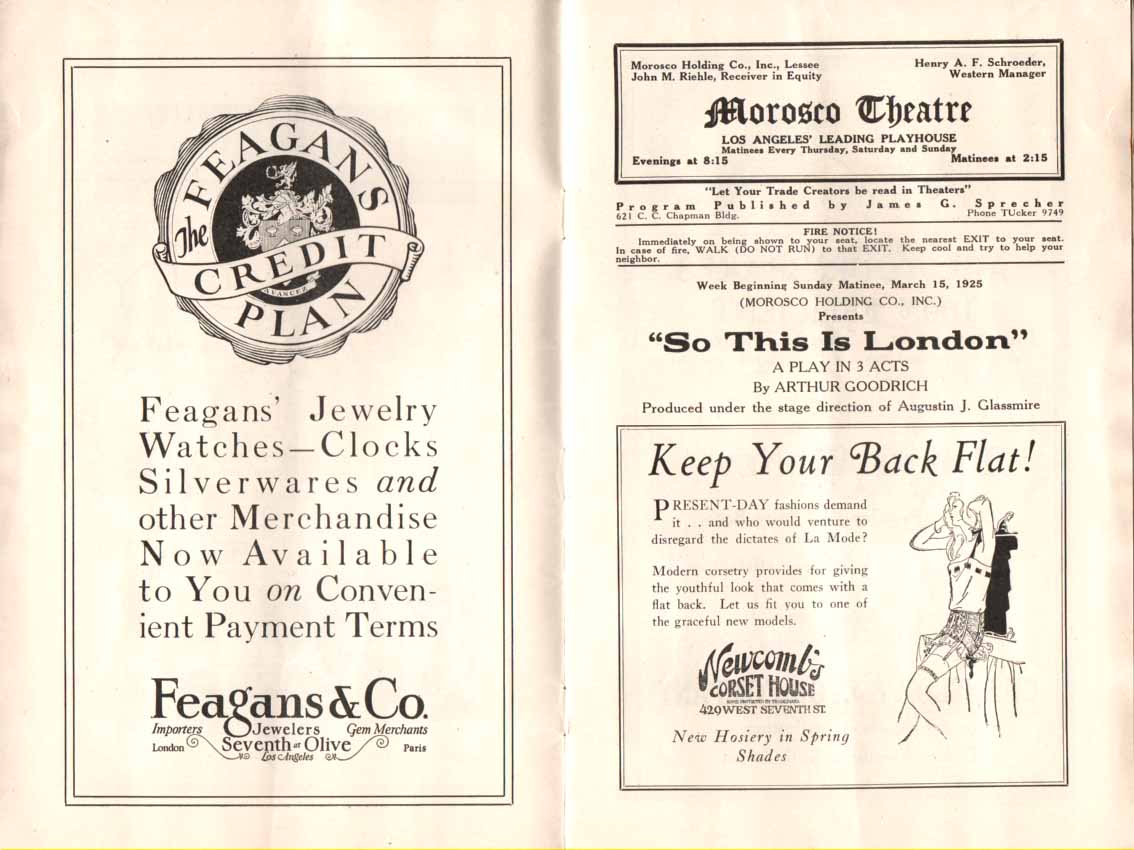 The
FEAGANS
CREDIT
AVANCEZ
PLAN
Feagans' Jewelry
Watches—Clocks
Silverwares and
other Merchandise
Now Available
to You on Conven-
ient Payment Terms
Feagans & Co.
Importers Jewelers Gem Merchants
London Seventh at Olive Paris
Los Angeles
Morosco Holding Co., Inc., Lessee
John M. Riehle, Receiver in Equity
Henry A. F. Schroeder,
Western Manager
Morosco Theatre
LOS ANGELES' LEADING PLAYHOUSE
Matinees Every Thursday, Saturday and Sunday
Evenings at 8:15 Matinees at 2:15
"Let Your Trade Creators be read in Theaters"
Program Published by James G. Sprecher
621 C. C. Chapman Bldg. Phone TUcker 9749
FIRE NOTICE!
Immediately on being shown to your seat, locate the nearest EXIT to your seat.
In case of fire, WALK (DO NOT RUN) to that EXIT. Keep cool and try to help your
neighbor.
Week Beginning Sunday Matinee, March 15, 1925
(MOROSCO HOLDING CO., INC.)
Presents
"So This Is London"
A PLAY IN 3 ACTS
By ARTHUR GOODRICH
Produced under the stage direction of Augustin J. Glassmire
Keep Your Back Flat!
PRESENT-DAY fashions demand
it . . and who would venture to
disregard the dictates of La Mode?
Modern corsetry provides for giving
the youthful look that comes with a
flat back. Let us fit you to one of
the graceful new models.
Newcomb's
CORSET HOUSE
429 WEST SEVENTH ST.
New Hosiery in Spring
Shades